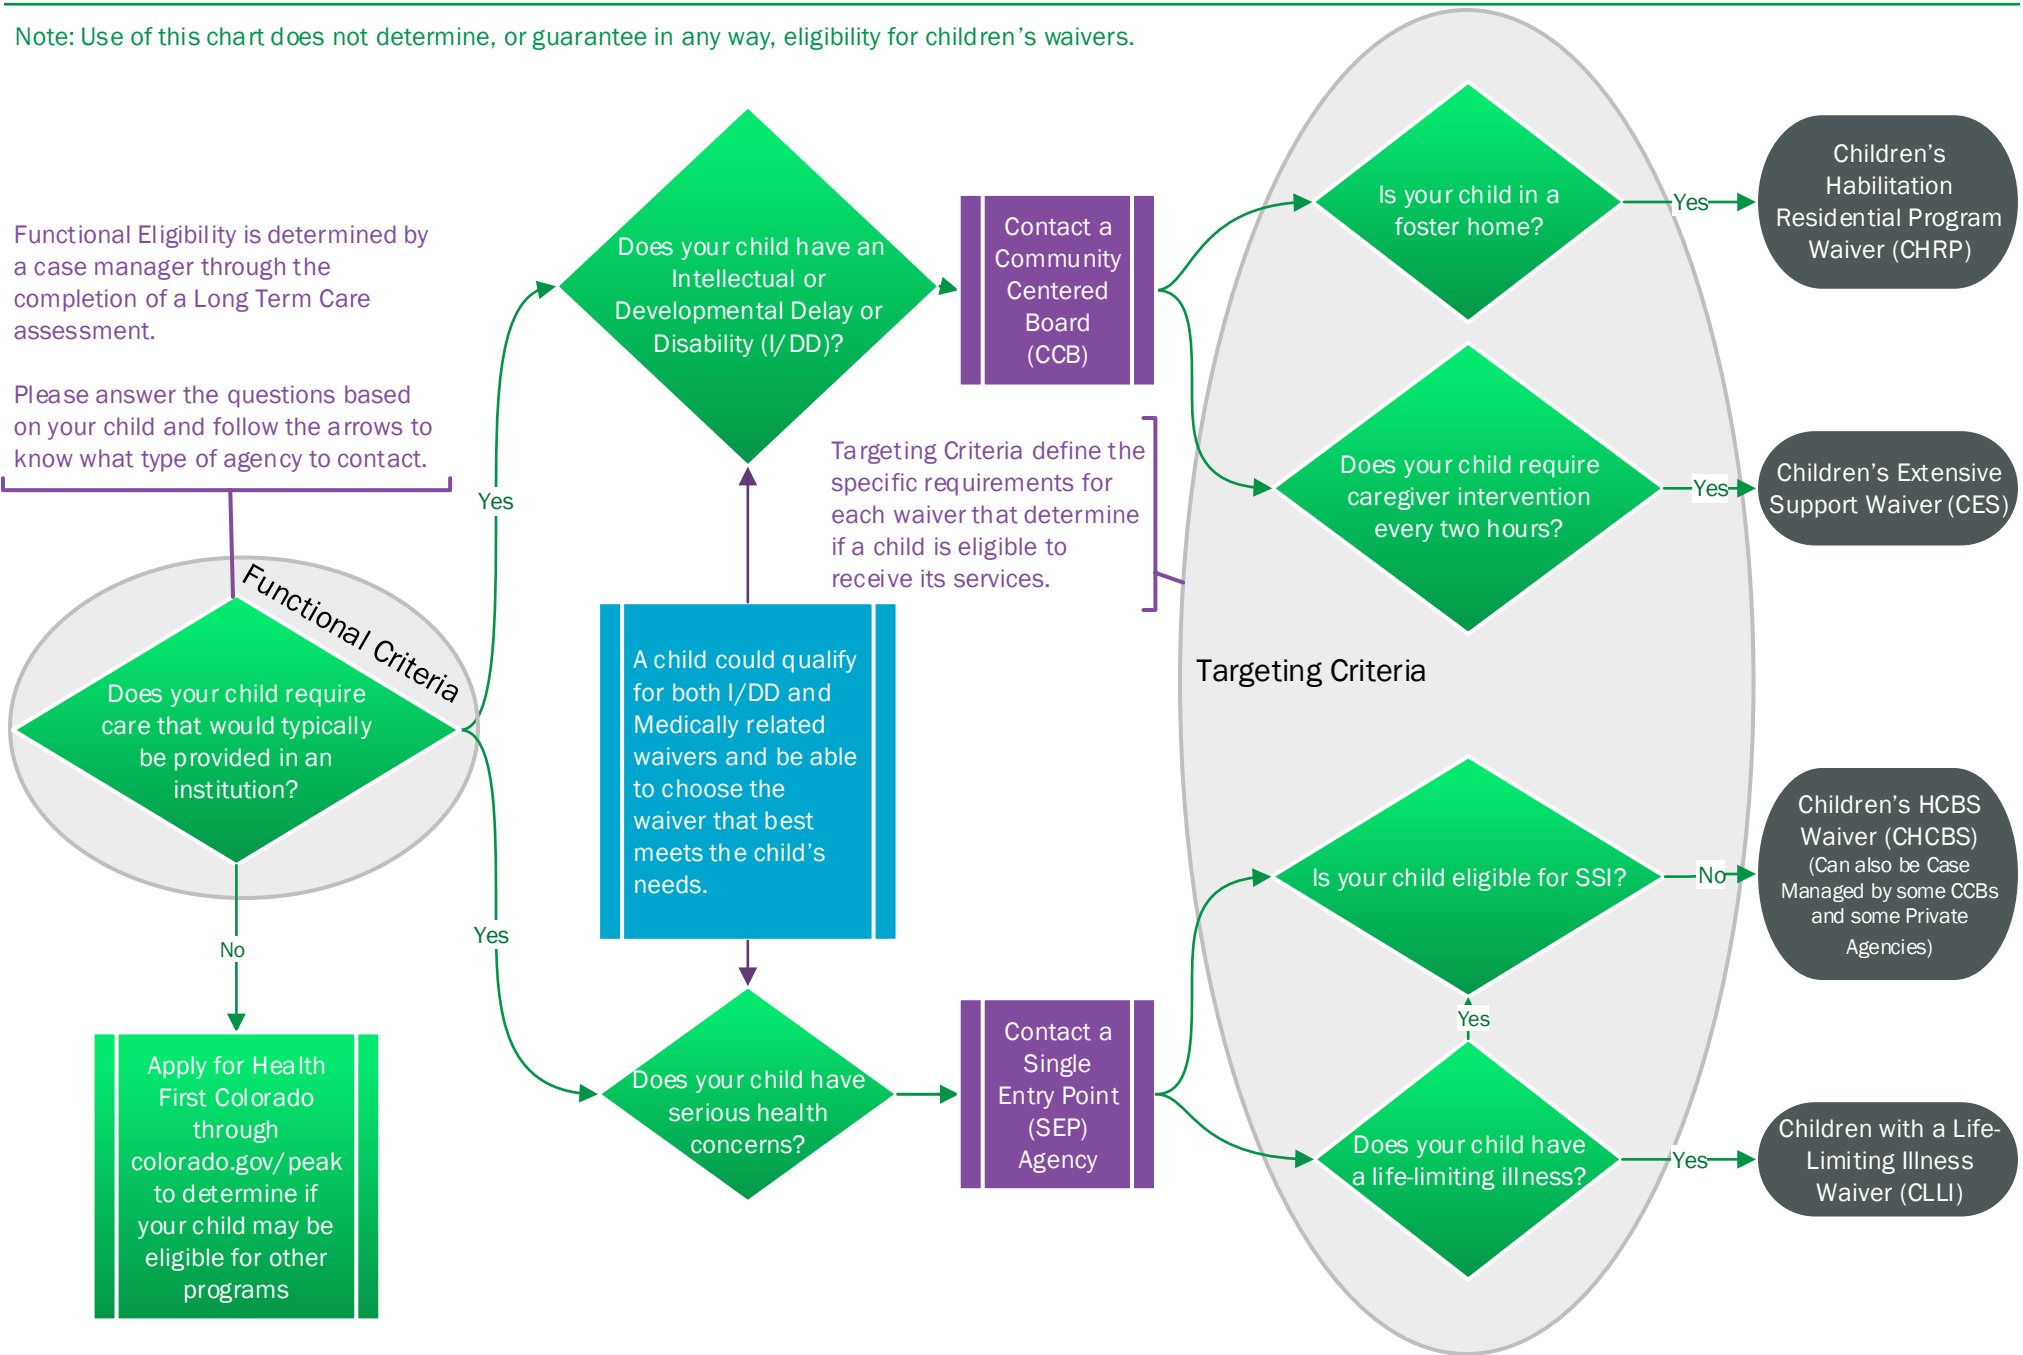 Note: Use of this chart does not determine, or guarantee in any way, eligibility for children's waivers.
Functional Eligibility is determined by
a case manager through the
completion of a Long Term Care
assessment.
Please answer the questions based
on your child and follow the arrows to
know what type of agency to contact.
Functional Criteria
Does your child require
care that would typically
be provided in an
institution?
No
Apply for Health
First Colorado
through
colorado.gov/peak
to determine if
your child may be
eligible for other
programs
Yes
Yes
Does your child have an
Intellectual or
Developmental Delay or
Disability (I/DD)?
A child could qualify
for both I/DD and
Medically related
waivers and be able
to choose the
waiver that best
meets the child's
needs.
Does your child have
serious health
concerns?
Contact a
Community
Centered
Board
(CCB)
Targeting Criteria define the
specific requirements for
each waiver that determine
if a child is eligible to
receive its services.
Contact a
Single
Entry Point
(SEP)
Agency
Targeting Criteria
Is your child in a
foster home?
Yes
Children's
Habilitation
Residential Program
Waiver (CHRP)
Does your child require
caregiver intervention
every two hours?
Yes
Children's Extensive
Support Waiver (CES)
Is your child eligible for SSI?
No
Children's HCBS
Waiver (CHCBS)
(Can also be Case
Managed by some CCBs
and some Private
Agencies)
Yes
Does your child have
a life-limiting illness?
Yes
Children with a Life-
Limiting Illness
Waiver (CLLI)